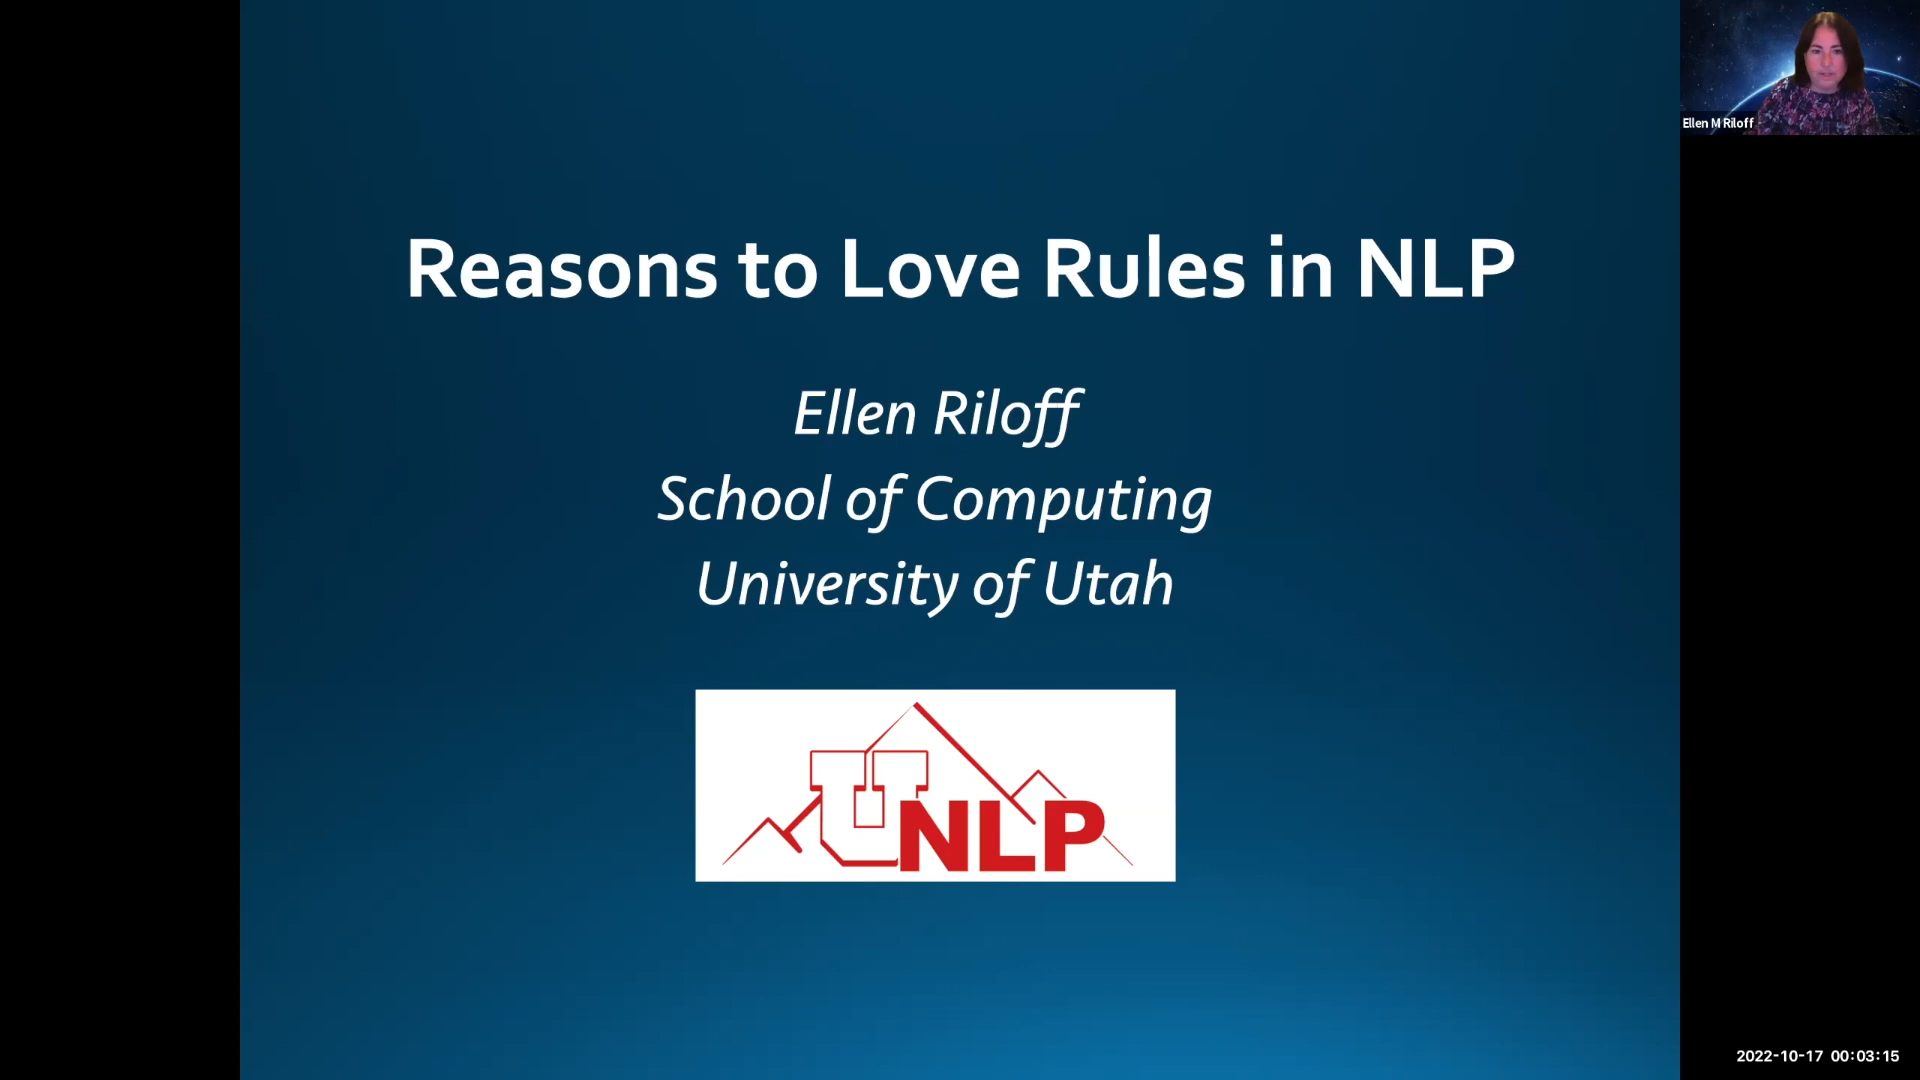 Reasons to Love Rules in NLP
Ellen Riloff
School of Computing
University of Utah
UNLP
Ellen M Riloff
2022-10-17 00:03:15